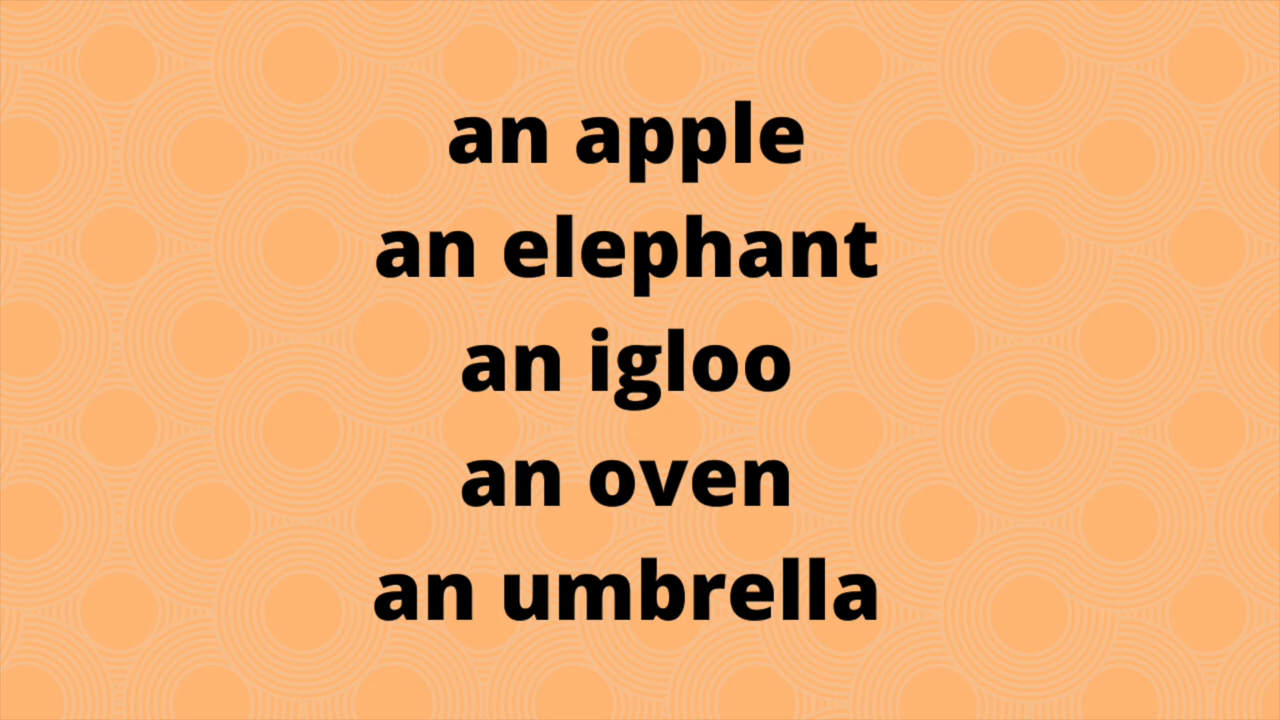 an apple
an elephant
an igloo
an oven
an umbrella